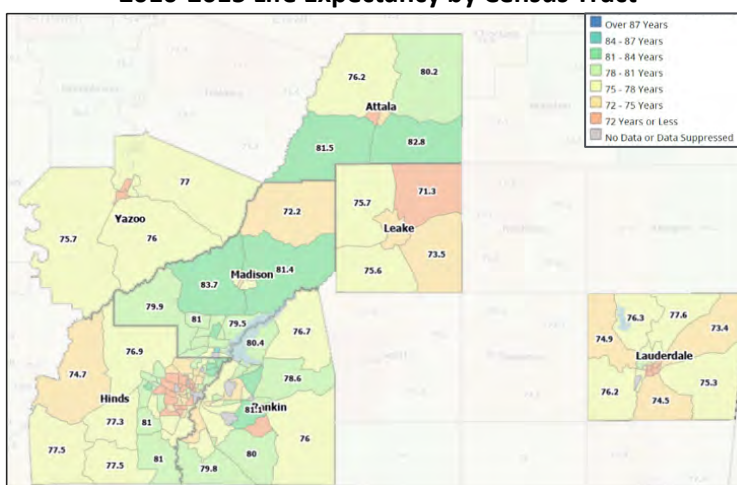 2010-2015 Life Expectancy by Census Tract
Over 87 Years
84 - 87 Years
81 - 84 Years
78 - 81 Years
75 - 78 Years
72 - 75 Years
72 Years or Less
No Data or Data Suppressed
76.2
80.2
Attala
81.5
82.8
77
Yazoo
75.7
76
72.2
75.7
71.3
Leake
75.6
73.5
83.7
Madison
81.4
79.9
81
79.5
80.4
76.7
76.9
74.7
Hinds
78.6
Rankin
81.1
77.3
81
77.5
77.5
81
79.8
80
76
76.3
77.6
74.9
73.4
Lauderdale
76.2
75.3
74.5